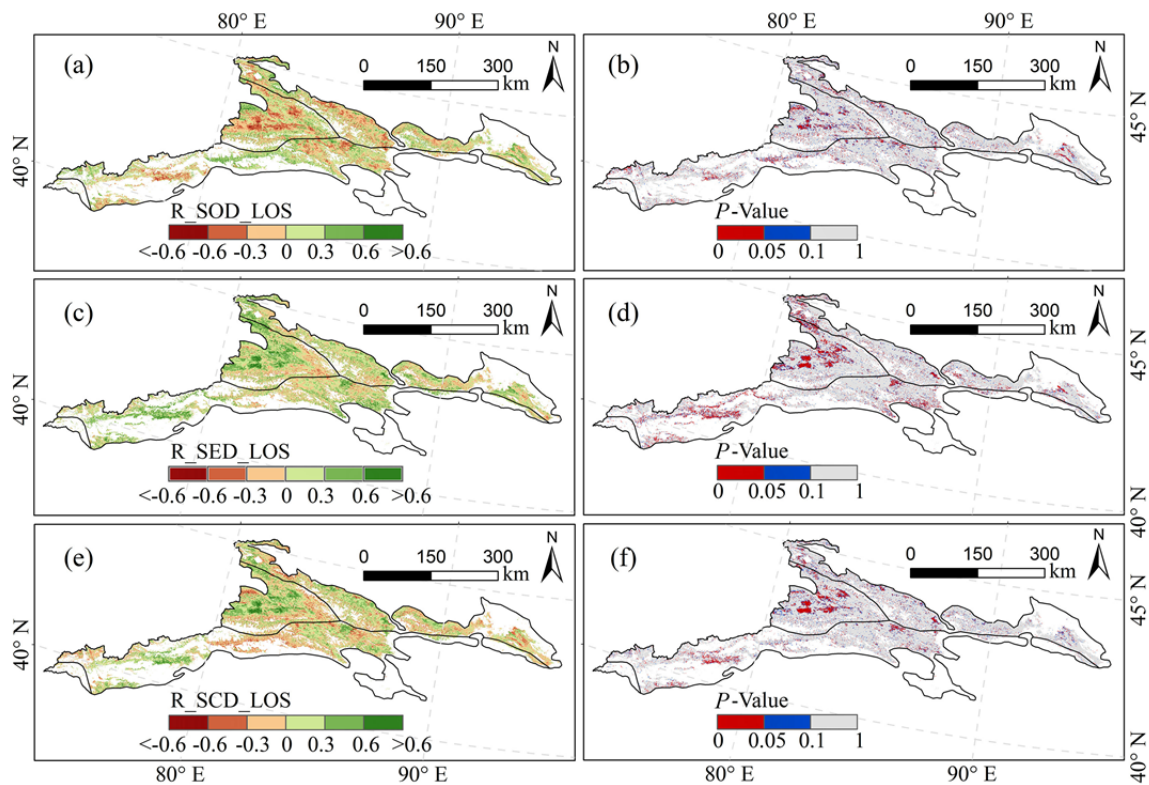 80° E 90° E
(a) 0 150 300 km N
R_SOD_LOS
<-0.6 -0.6 -0.3 0 0.3 0.6 >0.6
40° N
80° E 90° E
(b) 0 150 300 km N
P-Value
0 0.05 0.1 1
45° N
(c) 0 150 300 km N
R_SED_LOS
<-0.6 -0.6 -0.3 0 0.3 0.6 >0.6
40° N
(d) 0 150 300 km N
P-Value
0 0.05 0.1 1
45° N
40° N
(e) 0 150 300 km N
R_SCD_LOS
<-0.6 -0.6 -0.3 0 0.3 0.6 >0.6
40° N
80° E 90° E
(f) 0 150 300 km N
P-Value
0 0.05 0.1 1
40° N
45° N
40° N
80° E 90° E